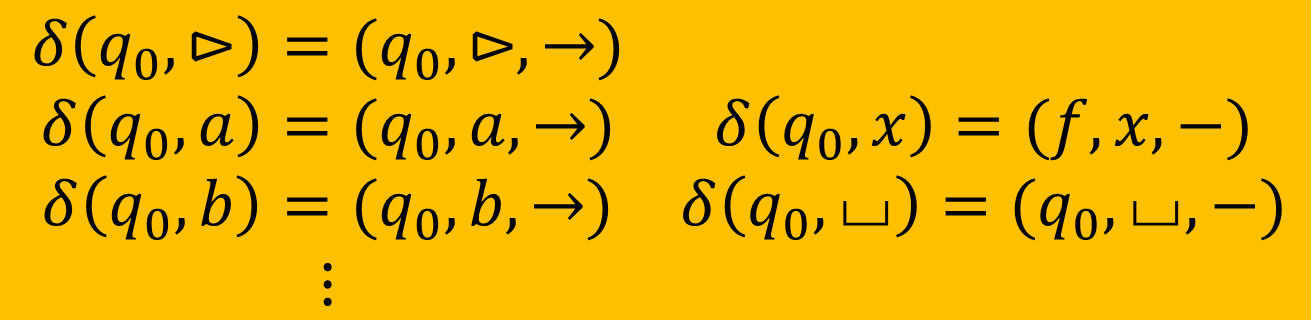 δ(q₀, ⊳) = (q₀, ⊳, →)
δ(q₀, a) = (q₀, a, →) δ(q₀, x) = (f, x, −)
δ(q₀, b) = (q₀, b, →) δ(q₀, ⊔) = (q₀, ⊔, −)
⋮